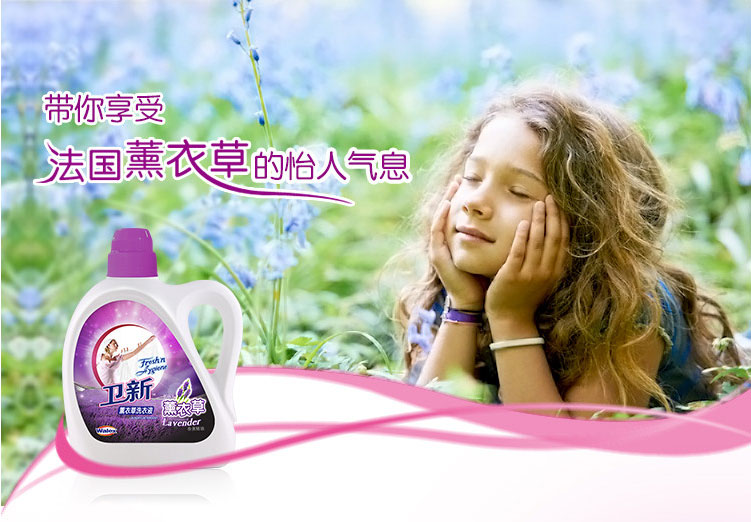 带你享受
法国薰衣草的怡人气息
Fresh'n
Hygiene
卫新
薰衣草洗衣液
薰衣草
Lavender
Walex